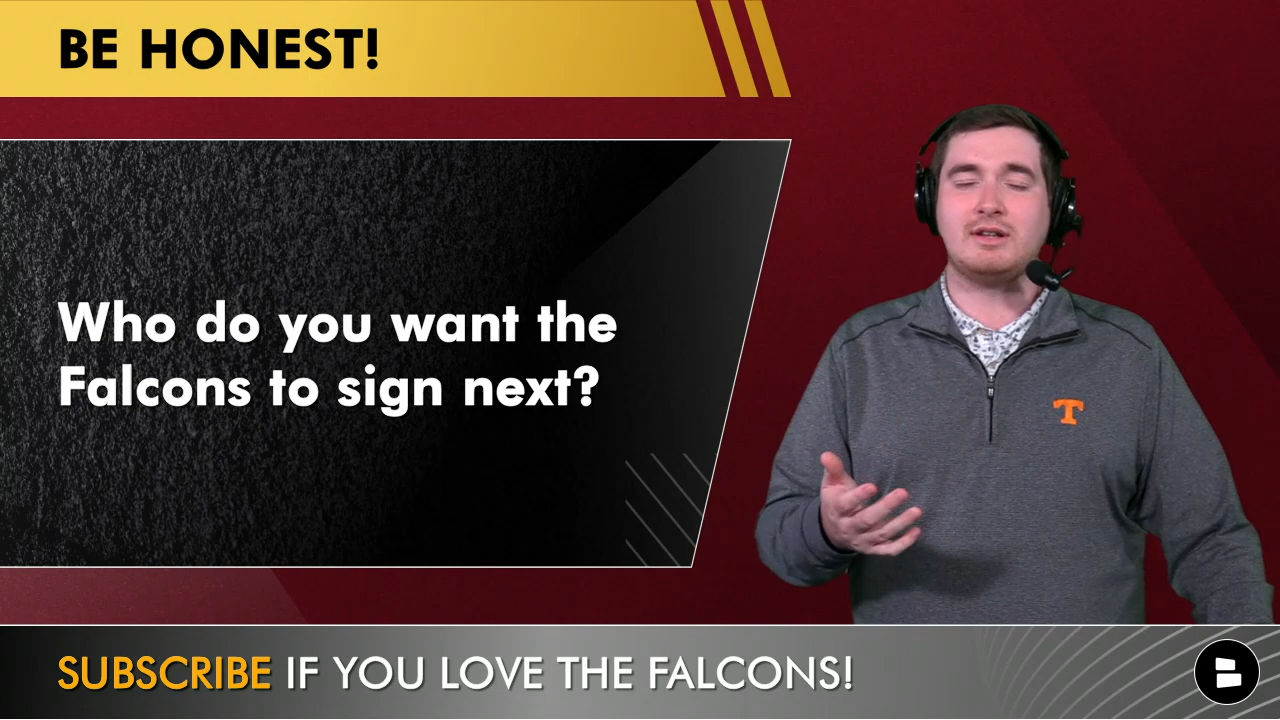 BE HONEST!
Who do you want the
Falcons to sign next?
T
SUBSCRIBE IF YOU LOVE THE FALCONS!